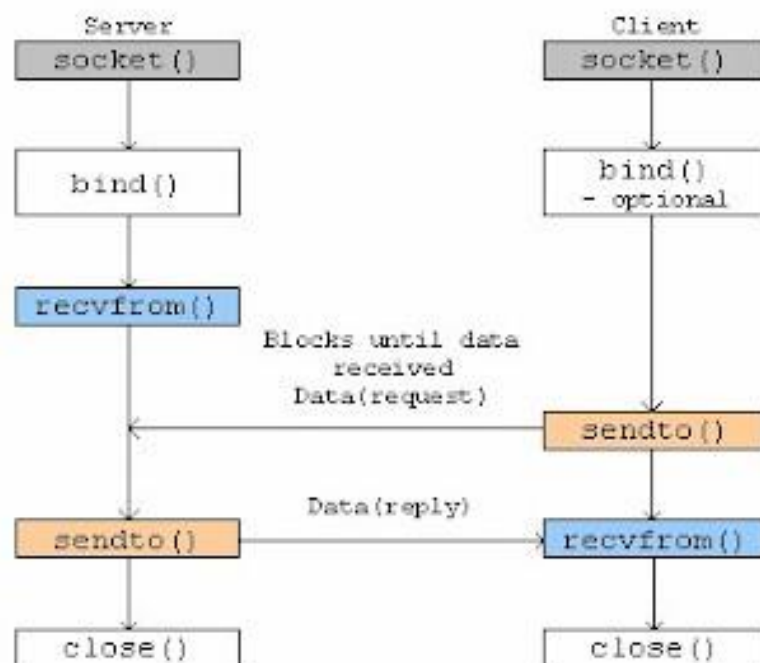 Server
socket()
bind()
recvfrom()
Blocks until data
received
Data(request)
Data(reply)
sendto()
close()
Client
socket()
bind()
- optional
sendto()
recvfrom()
close()